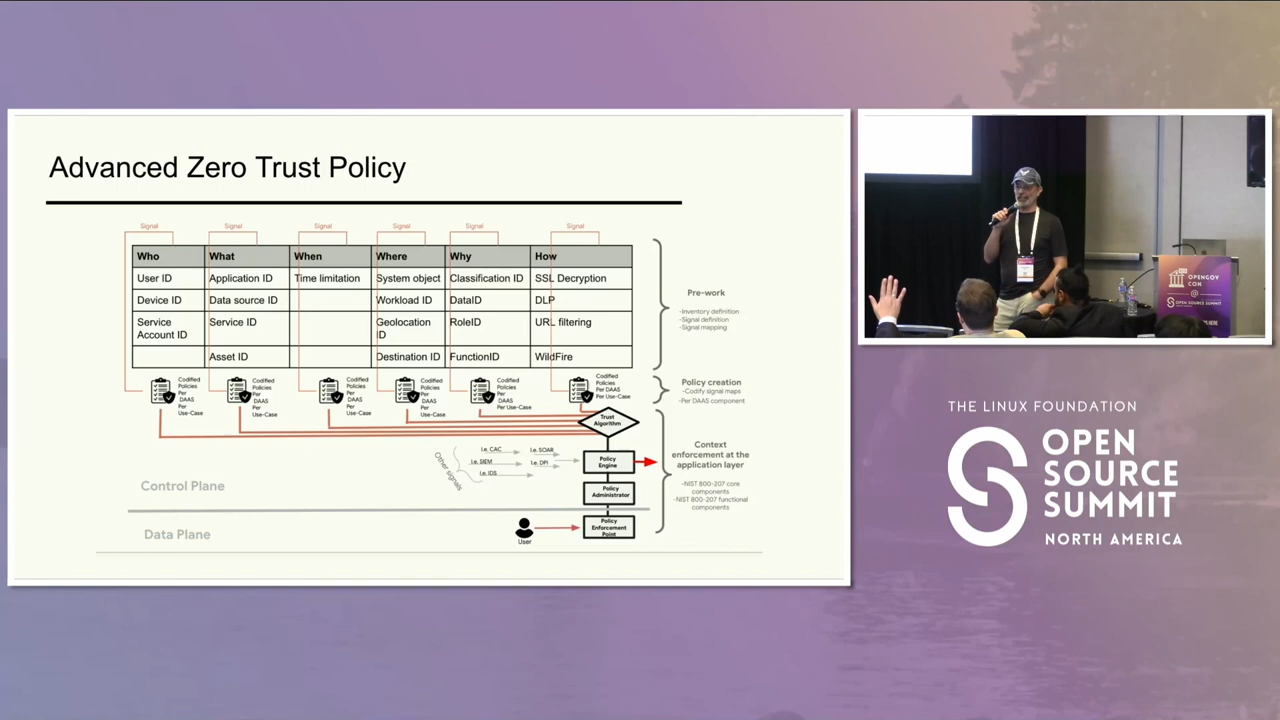 Advanced Zero Trust Policy
Signal Signal Signal Signal Signal Signal
Who What When Where Why How
User ID Application ID Time limitation System object Classification ID SSL Decryption
Device ID Data source ID Workload ID DataID DLP
Service Account ID Service ID Geolocation ID RoleID URL filtering
Asset ID Destination ID FunctionID WildFire
Pre-work
-Inventory definition
-Signal definition
-Signal mapping
Codified Policies Per DAAS Per Use-Case
Codified Policies Per DAAS Per Use-Case
Codified Policies Per DAAS Per Use-Case
Codified Policies Per DAAS Per Use-Case
Codified Policies Per DAAS Per Use-Case
Codified Policies Per DAAS Per Use-Case
Policy creation
-Codify signal maps
-Per DAAS component
Trust
Algorithm
Other signals
i.e. CAC
i.e. SOAR
i.e. SIEM
i.e. DPI
i.e. IDS
Policy
Engine
Policy
Administrator
Policy
Enforcement
Point
User
Control Plane
Data Plane
Context
enforcement at the
application layer
-NIST 800-207 core
components
-NIST 800-207 functional
components
OPENGOV
CON
@
OPEN SOURCE SUMMIT
THE LINUX FOUNDATION
OPEN
SOURCE
SUMMIT
NORTH AMERICA